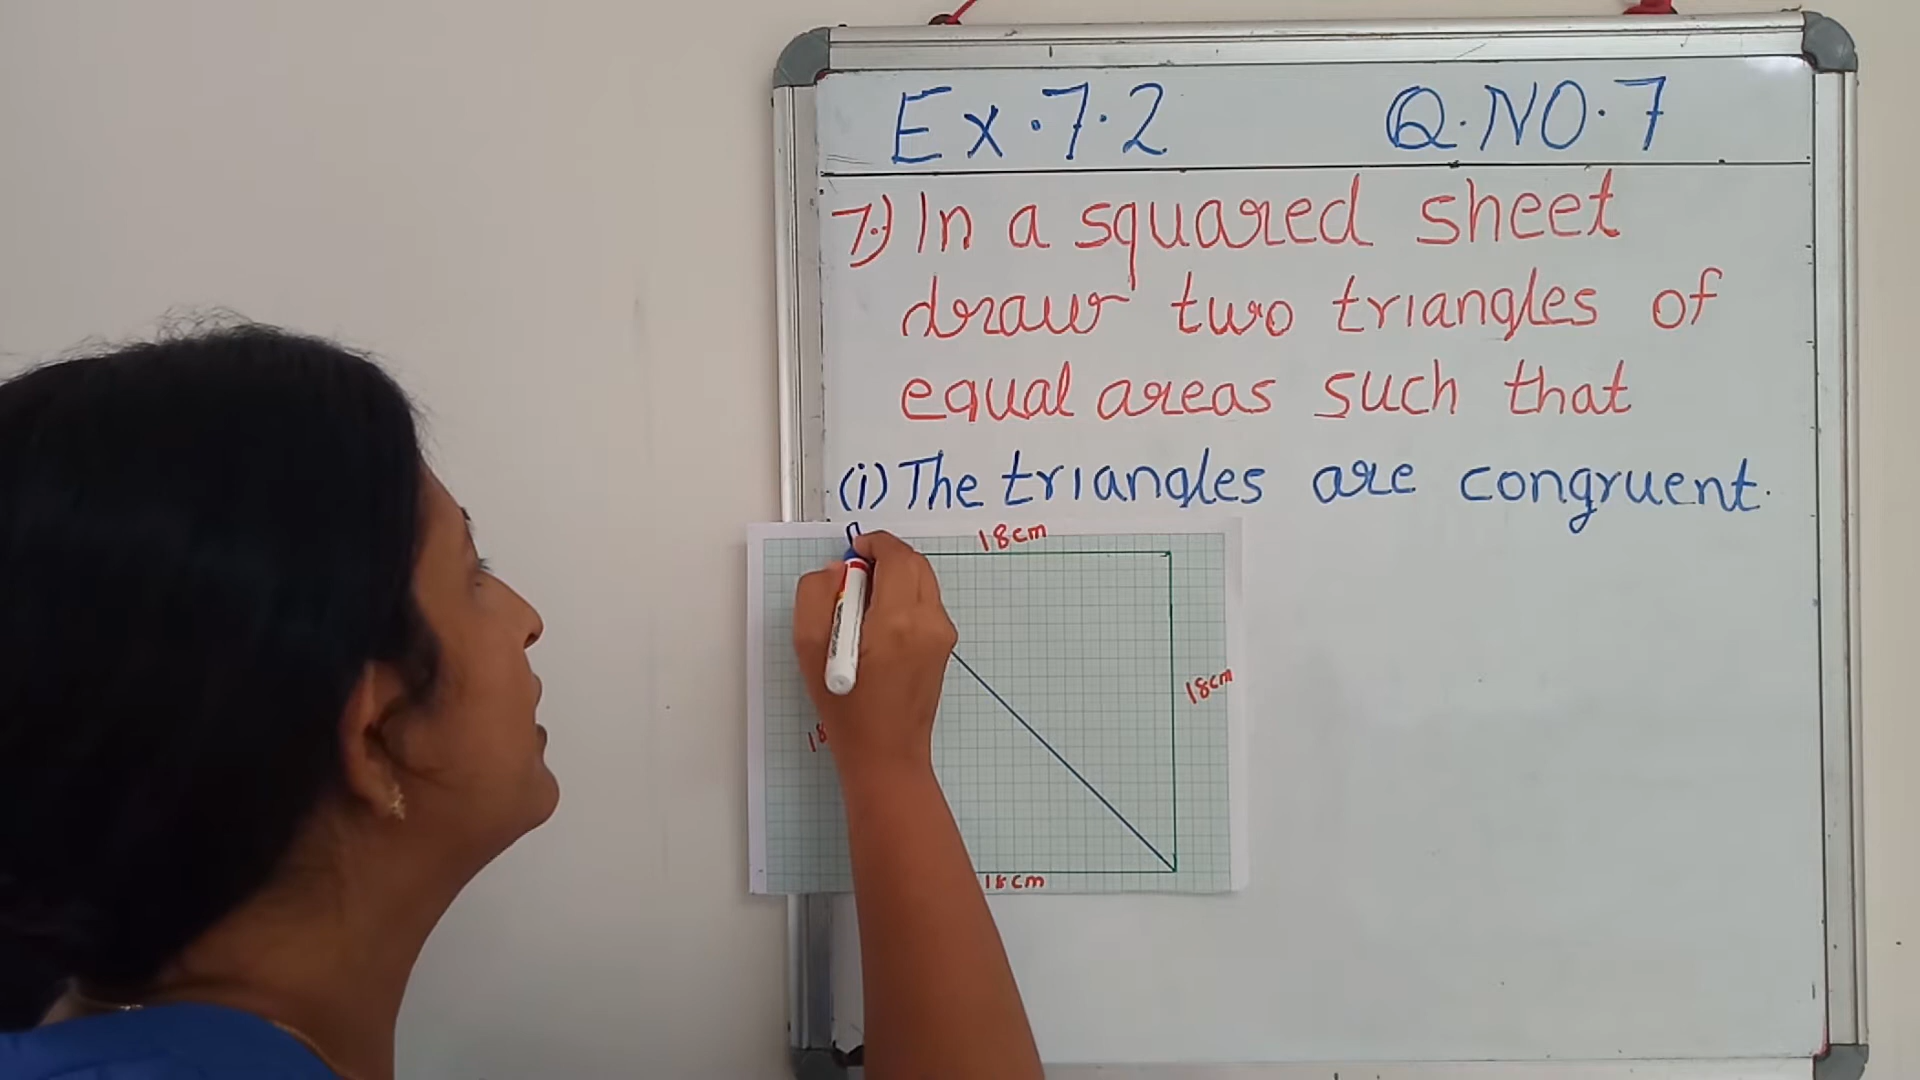 Ex.7.2 Q.NO.7
7.) In a squared sheet
draw two triangles of
equal areas such that
(i) The triangles are congruent.
18cm
18cm
18
18cm